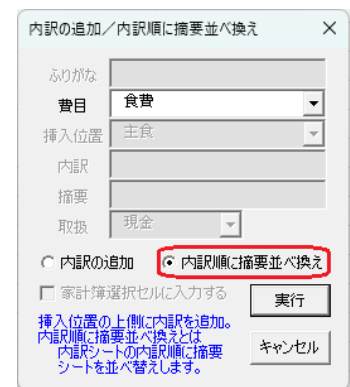 内訳の追加／内訳順に摘要並べ換え
ふりがな
費目 食費
挿入位置 主食
内訳
摘要
取扱 現金
内訳の追加 内訳順に摘要並べ換え
家計簿選択セルに入力する
実行
挿入位置の上側に内訳を追加。
内訳順に摘要並べ換えとは
内訳シートの内訳順に摘要
シートを並べ替えします。
キャンセル